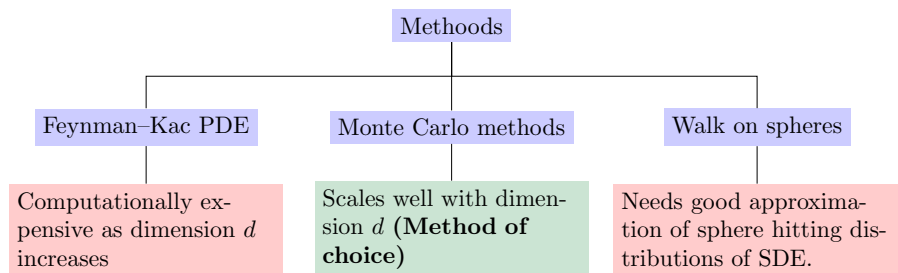 Methoods
Feynman–Kac PDE
Monte Carlo methods
Walk on spheres
Computationally ex-
pensive as dimension d
increases
Scales well with dimen-
sion d (Method of
choice)
Needs good approxima-
tion of sphere hitting dis-
tributions of SDE.